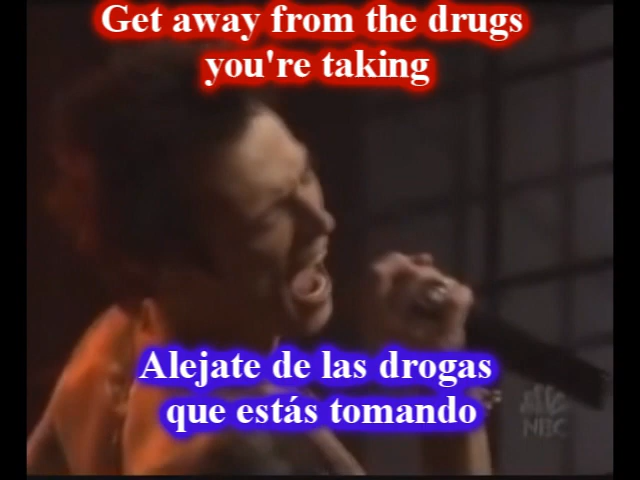 Get away from the drugs
you're taking
Alejate de las drogas
que estás tomando
NBC